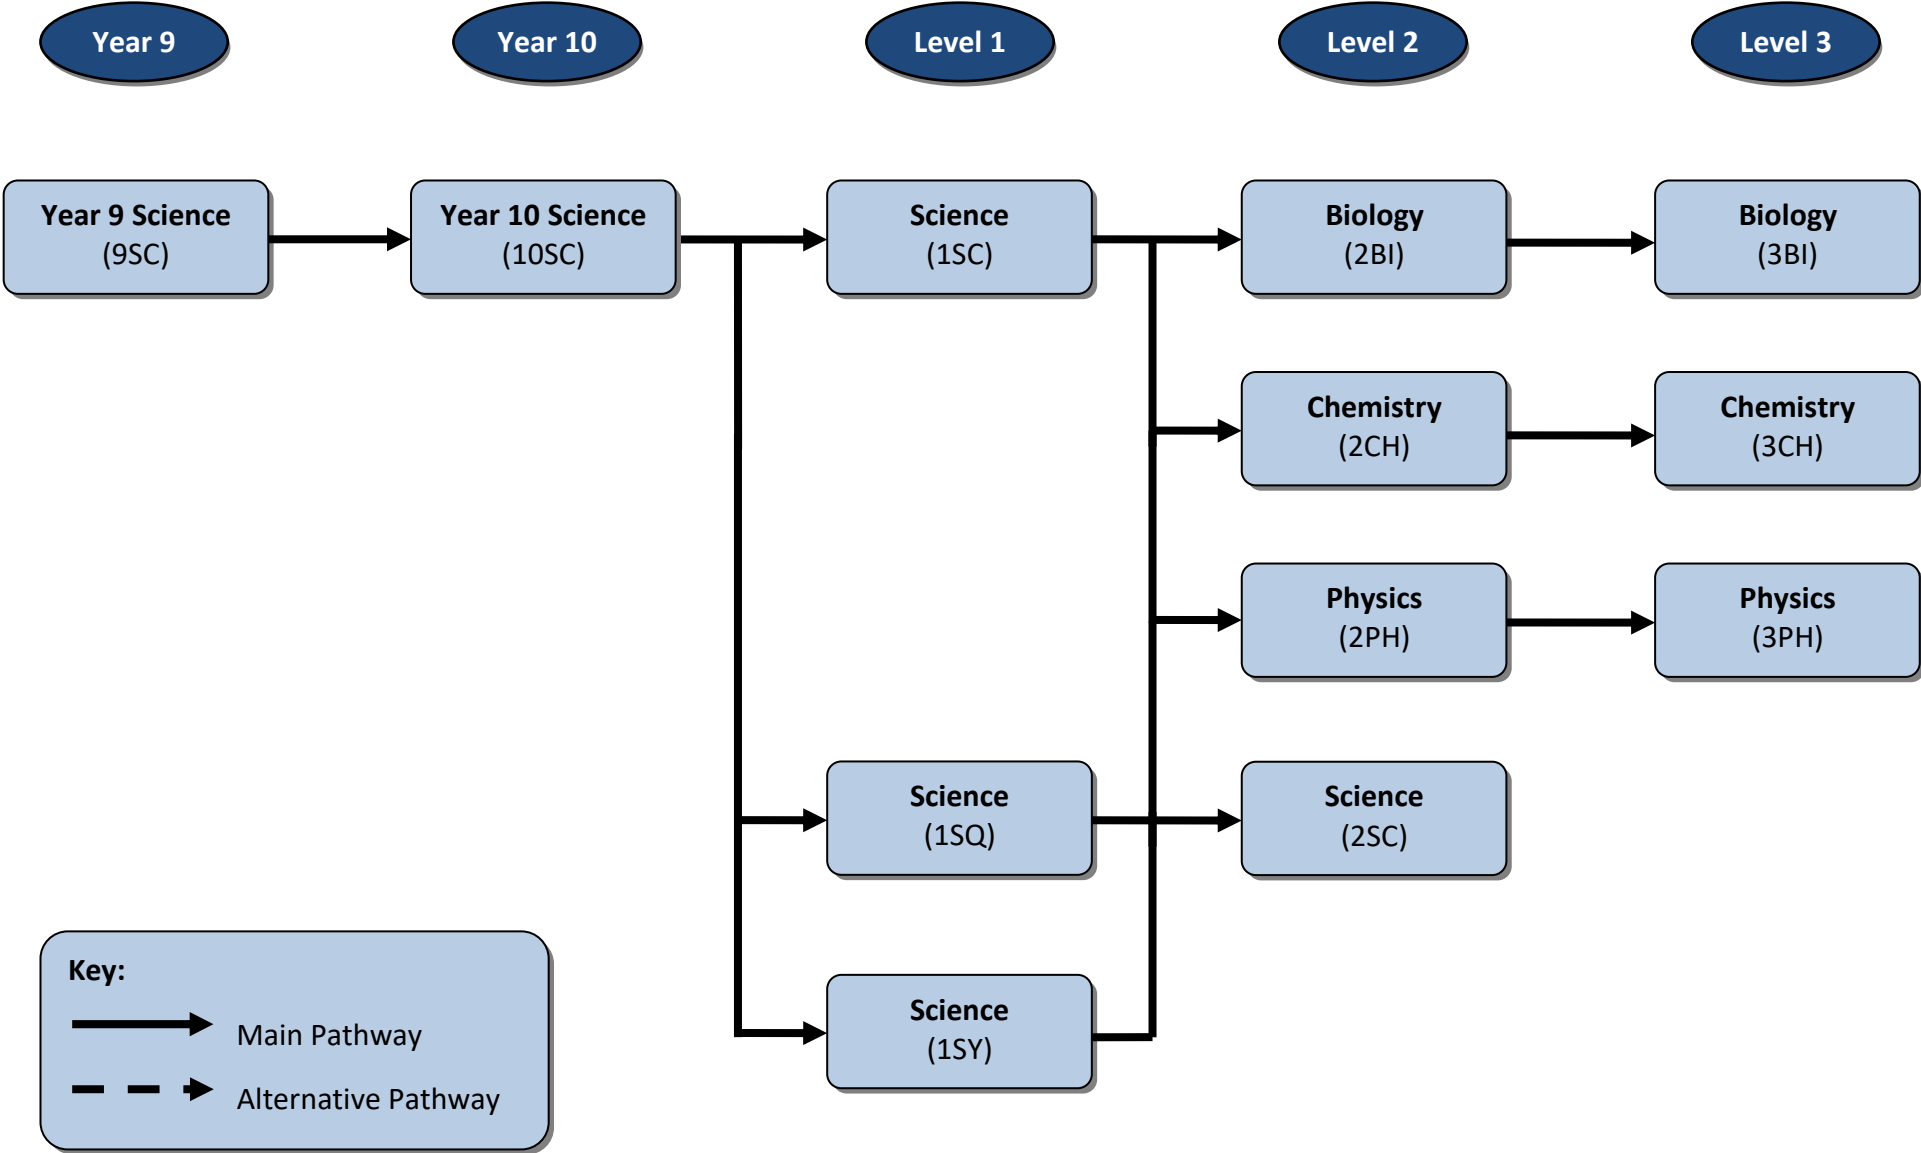 Year 9
Year 10
Level 1
Level 2
Level 3
Year 9 Science
(9SC)
Year 10 Science
(10SC)
Science
(1SC)
Biology
(2BI)
Biology
(3BI)
Chemistry
(2CH)
Chemistry
(3CH)
Physics
(2PH)
Physics
(3PH)
Science
(1SQ)
Science
(2SC)
Science
(1SY)
Key:
Main Pathway
Alternative Pathway